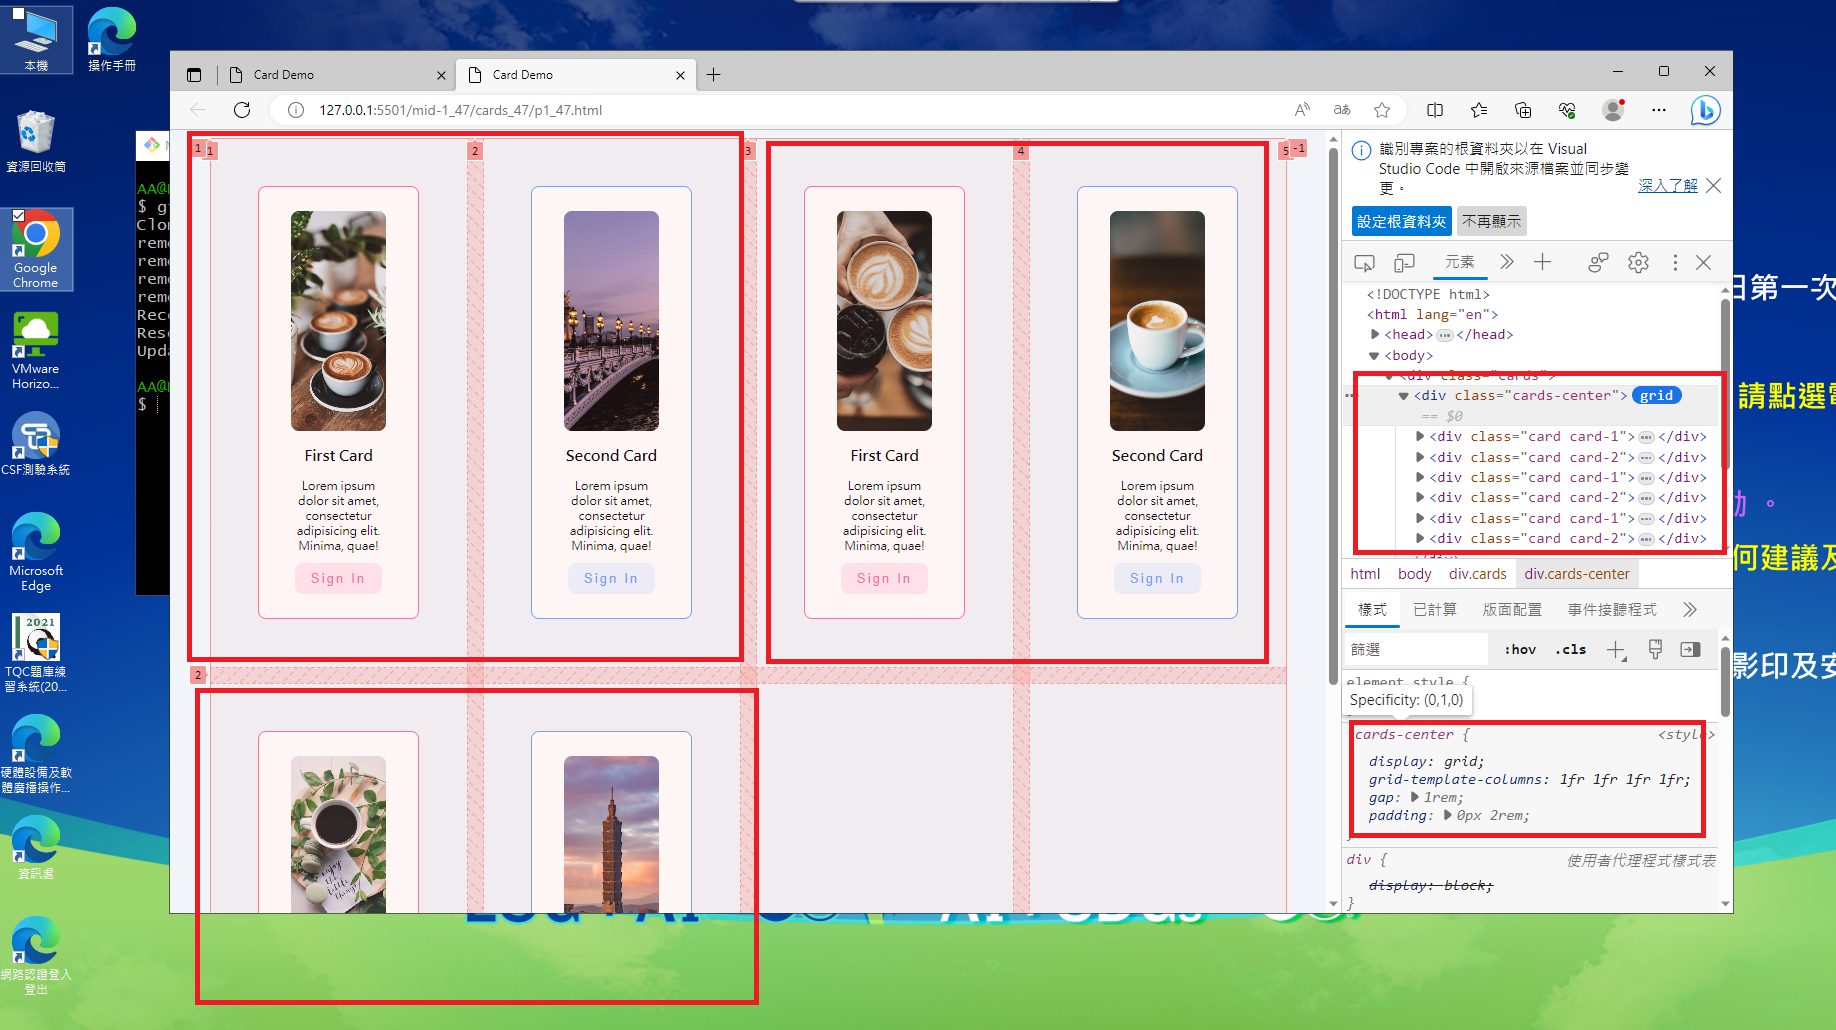 本機
操作手冊
資源回收筒
Google
Chrome
VMware
Horizo...
CSF測驗系統
Microsoft
Edge
2021
TQC題庫練
習系統(20...
硬體設備及軟
體廣播操作...
資訊處
網路認證登入
登出
AA@
$ g
Clon
remo
remo
remo
remo
Rece
Reso
Upda
AA@
$
Card Demo
Card Demo
127.0.0.1:5501/mid-1_47/cards_47/p1_47.html
1
1
2
3
4
5
-1
First Card
Lorem ipsum
dolor sit amet,
consectetur
adipisicing elit.
Minima, quae!
Sign In
Second Card
Lorem ipsum
dolor sit amet,
consectetur
adipisicing elit.
Minima, quae!
Sign In
First Card
Lorem ipsum
dolor sit amet,
consectetur
adipisicing elit.
Minima, quae!
Sign In
Second Card
Lorem ipsum
dolor sit amet,
consectetur
adipisicing elit.
Minima, quae!
Sign In
2
enjoy
the
little
things
識別專案的根資料夾以在 Visual
Studio Code 中開啟來源檔案並同步變
更。
深入了解
設定根資料夾
不再顯示
元素
<!DOCTYPE html>
<html lang="en">
<head> ··· </head>
<body>
<div class="cards">
<div class="cards-center"> grid
== $0
<div class="card card-1"> ··· </div>
<div class="card card-2"> ··· </div>
<div class="card card-1"> ··· </div>
<div class="card card-2"> ··· </div>
<div class="card card-1"> ··· </div>
<div class="card card-2"> ··· </div>
</div>
html body div.cards div.cards-center
樣式 已計算 版面配置 事件接聽程式
篩選
:hov .cls
element.style {
Specificity: (0,1,0)
.cards-center { <style>
display: grid;
grid-template-columns: 1fr 1fr 1fr 1fr;
gap: 1rem;
padding: 0px 2rem;
}
div { 使用者代理程式樣式表
display: block;
}
日第一次
請點選電
何建議及
影印及安